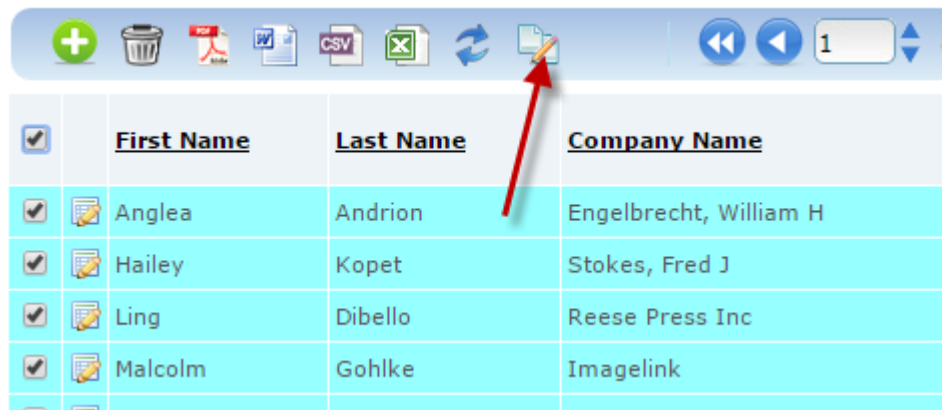 CSV
1
First Name Last Name Company Name
Anglea Andrion Engelbrecht, William H
Hailey Kopet Stokes, Fred J
Ling Dibello Reese Press Inc
Malcolm Gohlke Imagelink